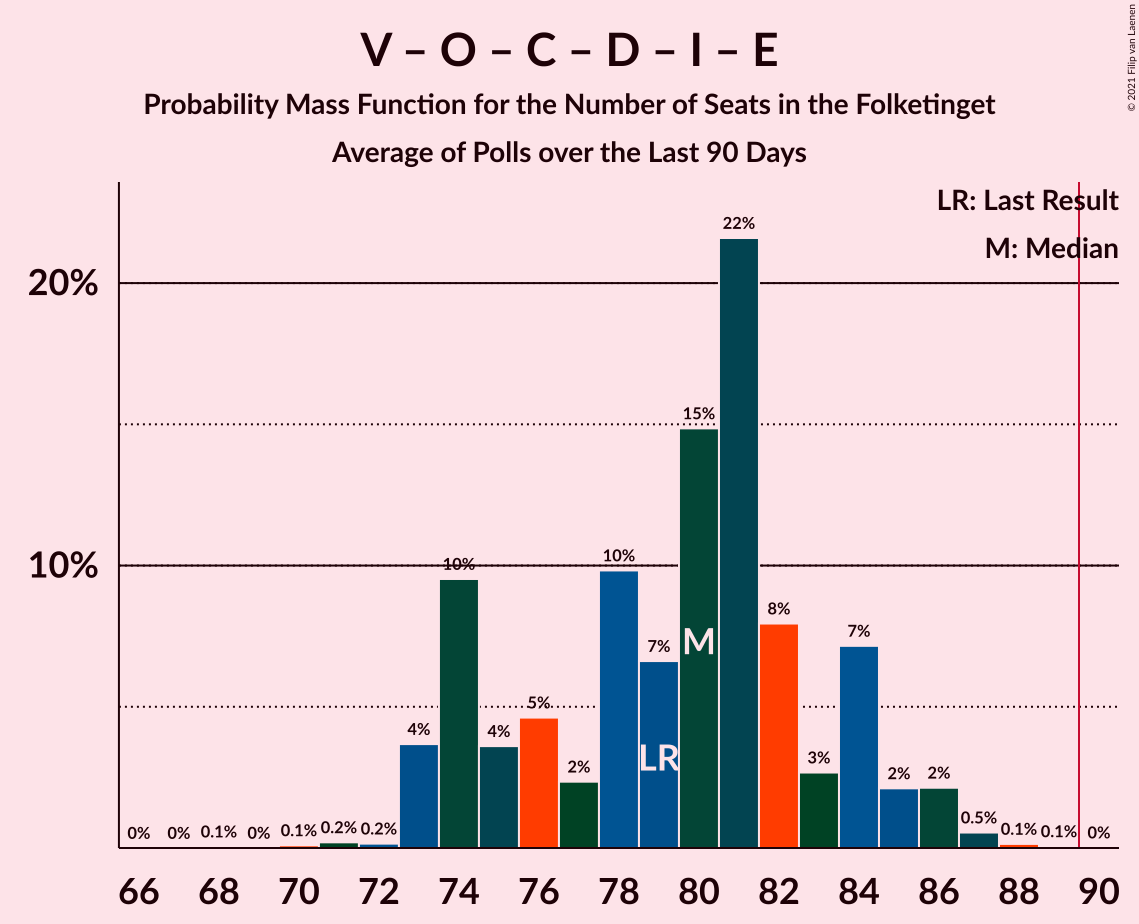 V – O – C – D – I – E
Probability Mass Function for the Number of Seats in the Folketinget
Average of Polls over the Last 90 Days
© 2021 Filip van Laenen
LR: Last Result
M: Median
20%
10%
0% 0% 0.1% 0% 0.1% 0.2% 0.2% 4% 10% 4% 5% 2% 10% 7% 15% 22% 8% 3% 7% 2% 2% 0.5% 0.1% 0.1% 0%
M
LR
66 68 70 72 74 76 78 80 82 84 86 88 90